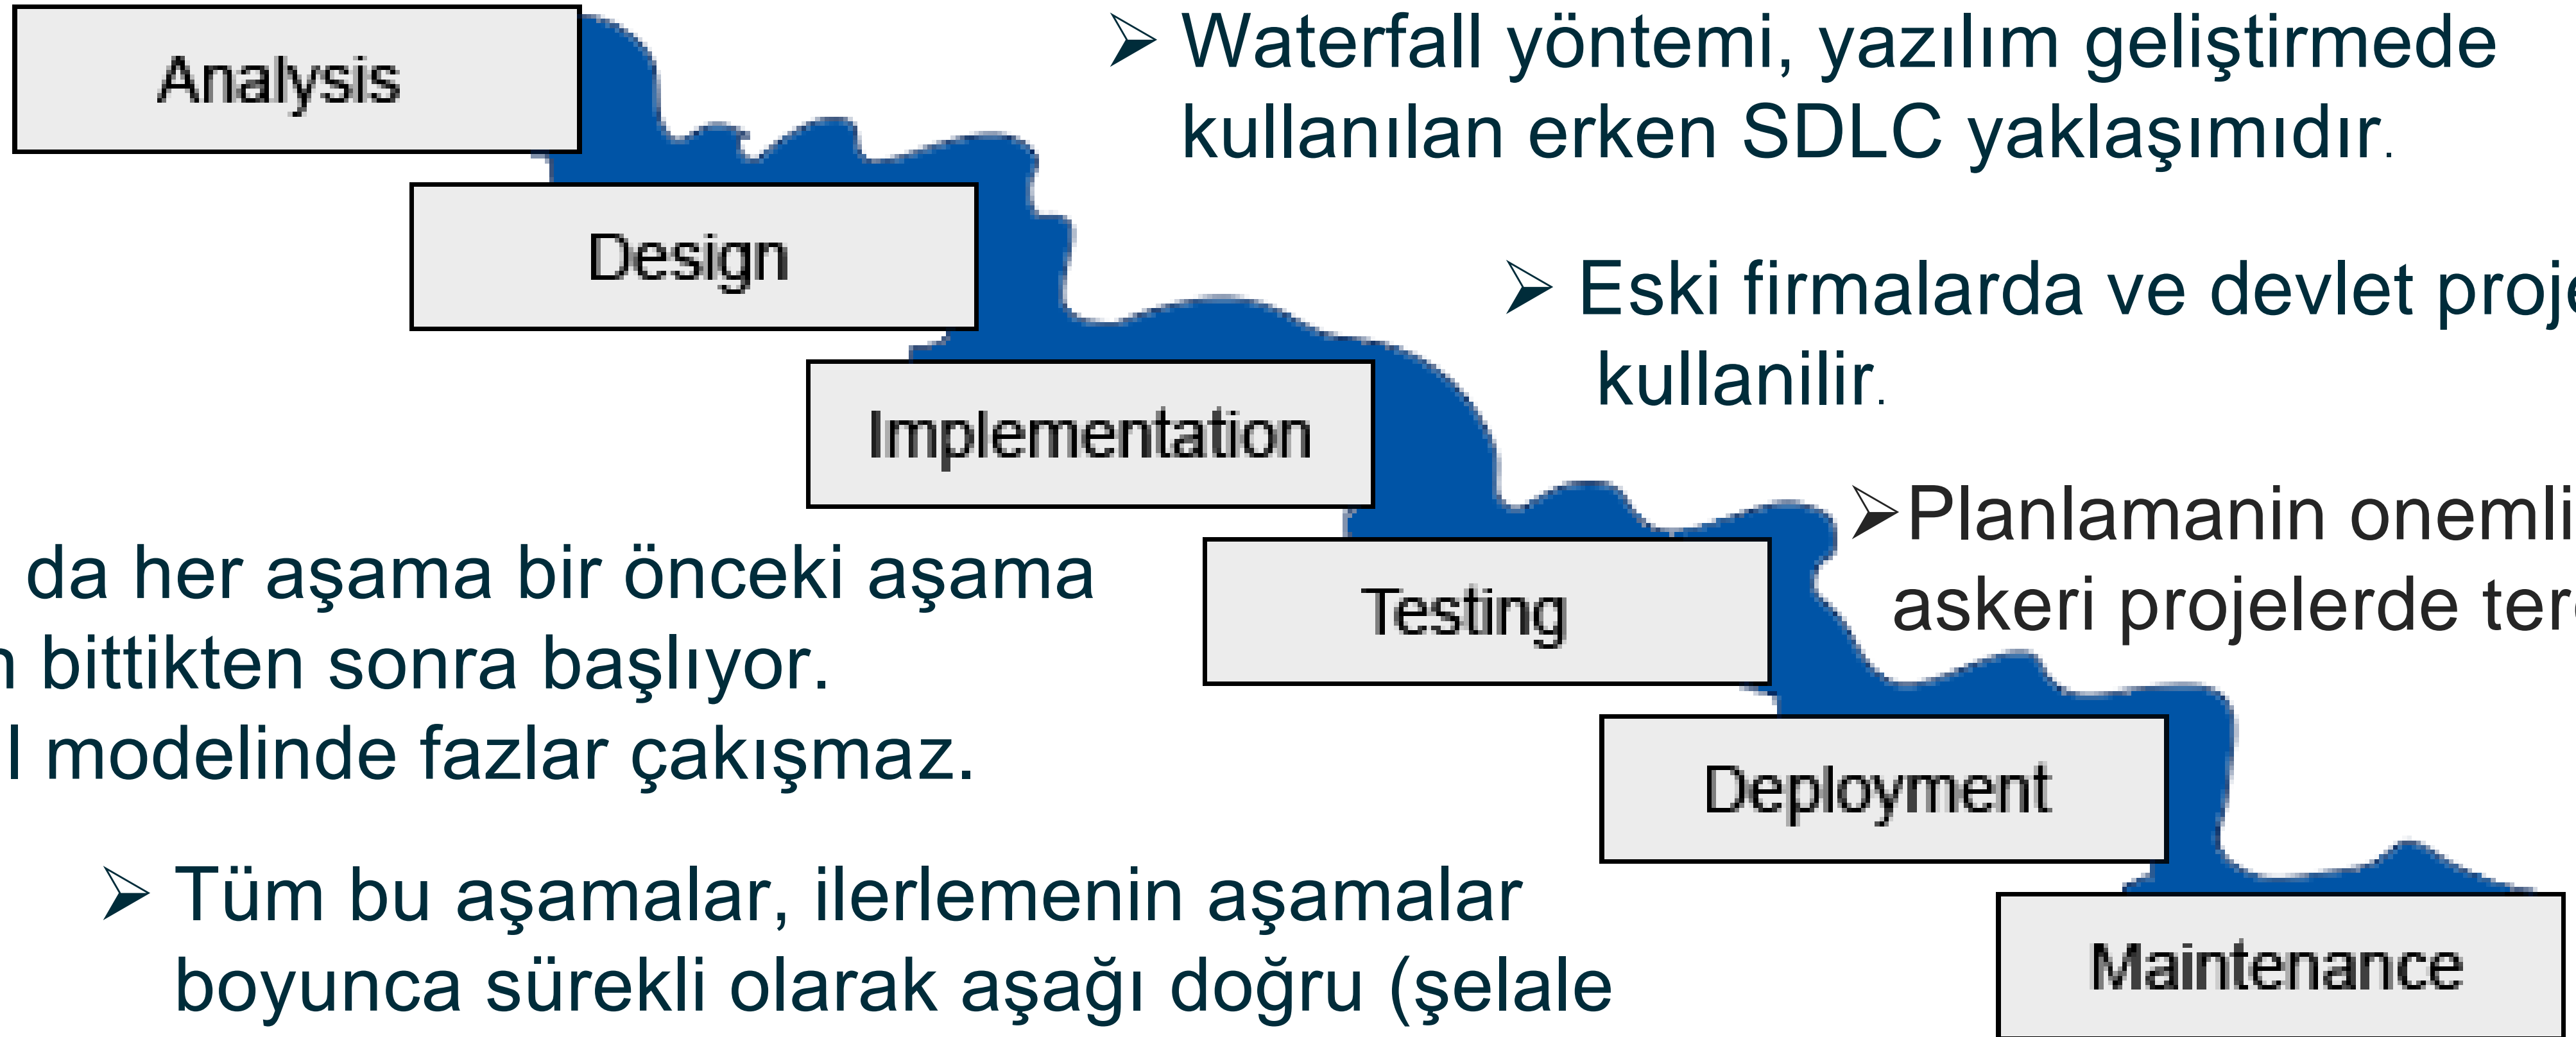 Analysis
➢ Waterfall yöntemi, yazılım geliştirmede
kullanılan erken SDLC yaklaşımıdır.
Design
➢ Eski firmalarda ve devlet proje
kullanilir.
Implementation
➢Planlamanin onemli
askeri projelerde ter
da her aşama bir önceki aşama
bittikten sonra başlıyor.
l modelinde fazlar çakışmaz.
Testing
Deployment
➢ Tüm bu aşamalar, ilerlemenin aşamalar
boyunca sürekli olarak aşağı doğru (şelale
Maintenance